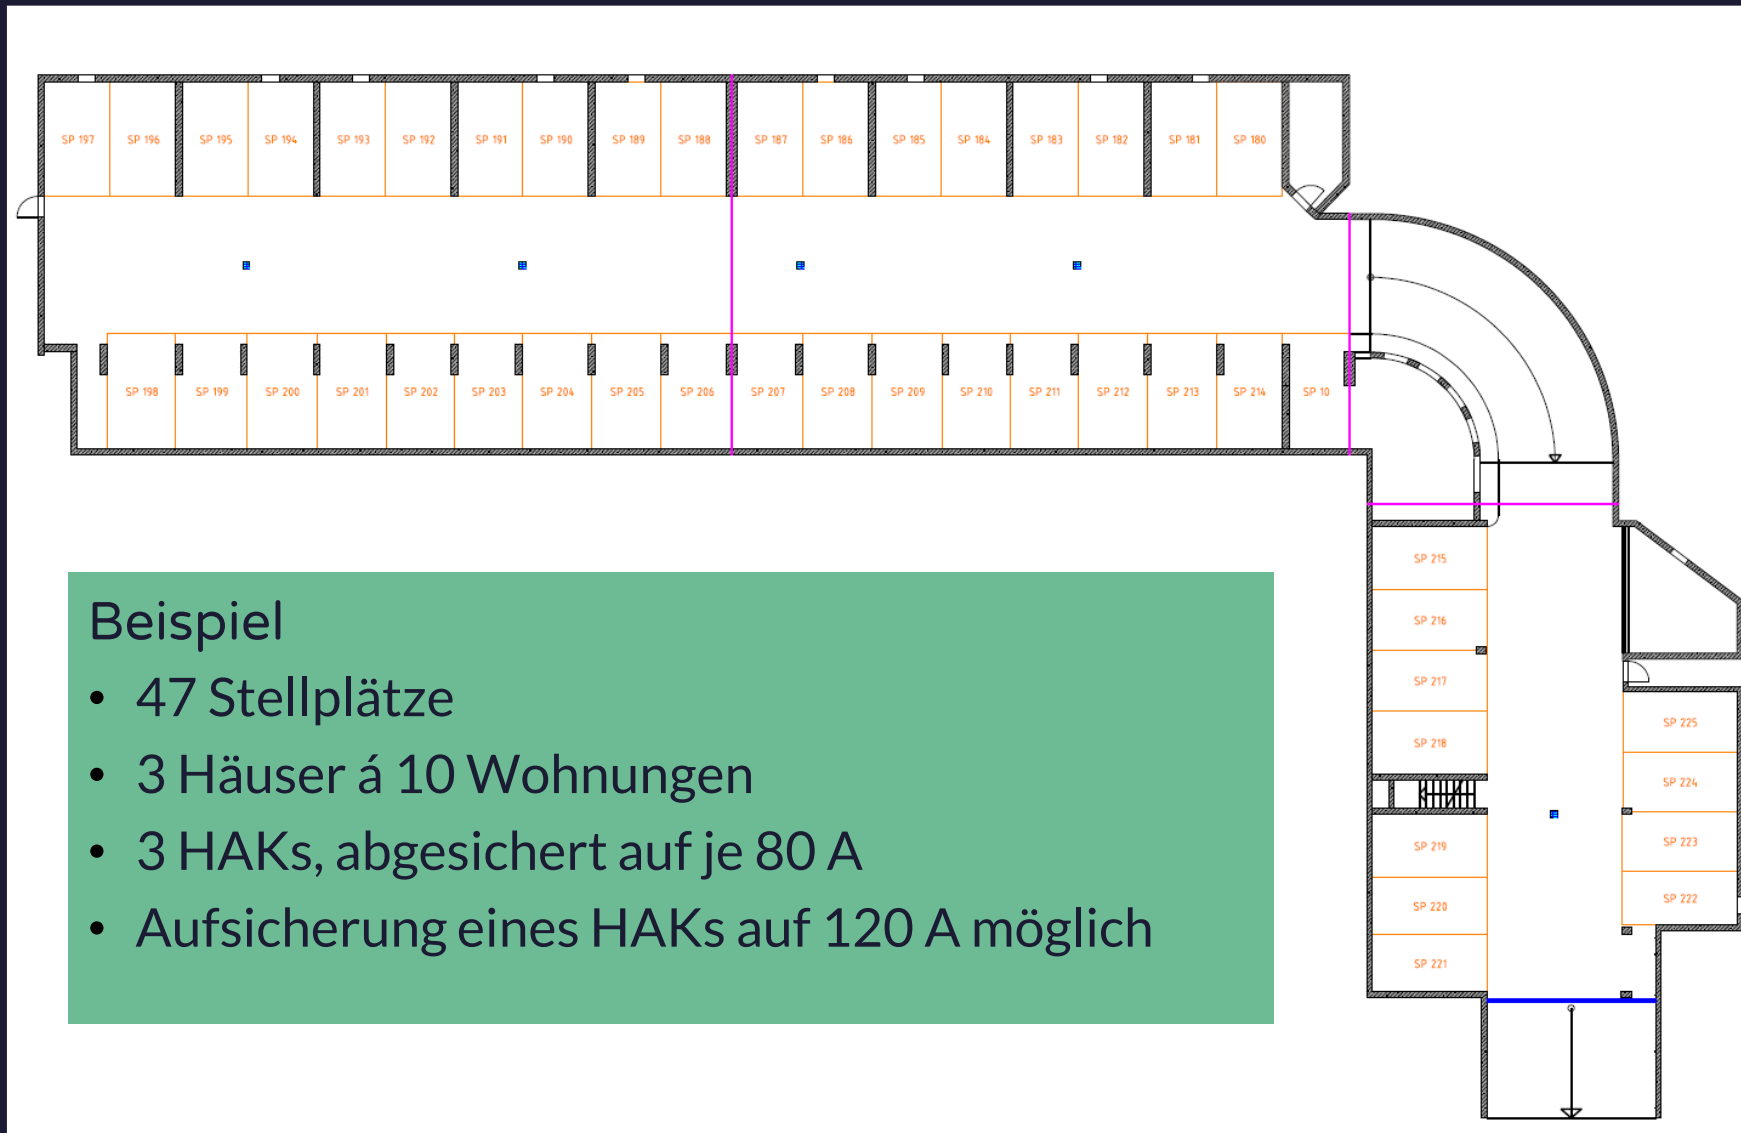 SP 197 SP 196 SP 195 SP 194 SP 193 SP 192 SP 191 SP 190 SP 189 SP 188 SP 187 SP 186 SP 185 SP 184 SP 183 SP 182 SP 181 SP 180
SP 198 SP 199 SP 200 SP 201 SP 202 SP 203 SP 204 SP 205 SP 206 SP 207 SP 208 SP 209 SP 210 SP 211 SP 212 SP 213 SP 214 SP 10
SP 215
SP 216
SP 217
SP 218
SP 219
SP 220
SP 221
SP 225
SP 224
SP 223
SP 222
Beispiel
• 47 Stellplätze
• 3 Häuser á 10 Wohnungen
• 3 HAKs, abgesichert auf je 80 A
• Aufsicherung eines HAKs auf 120 A möglich